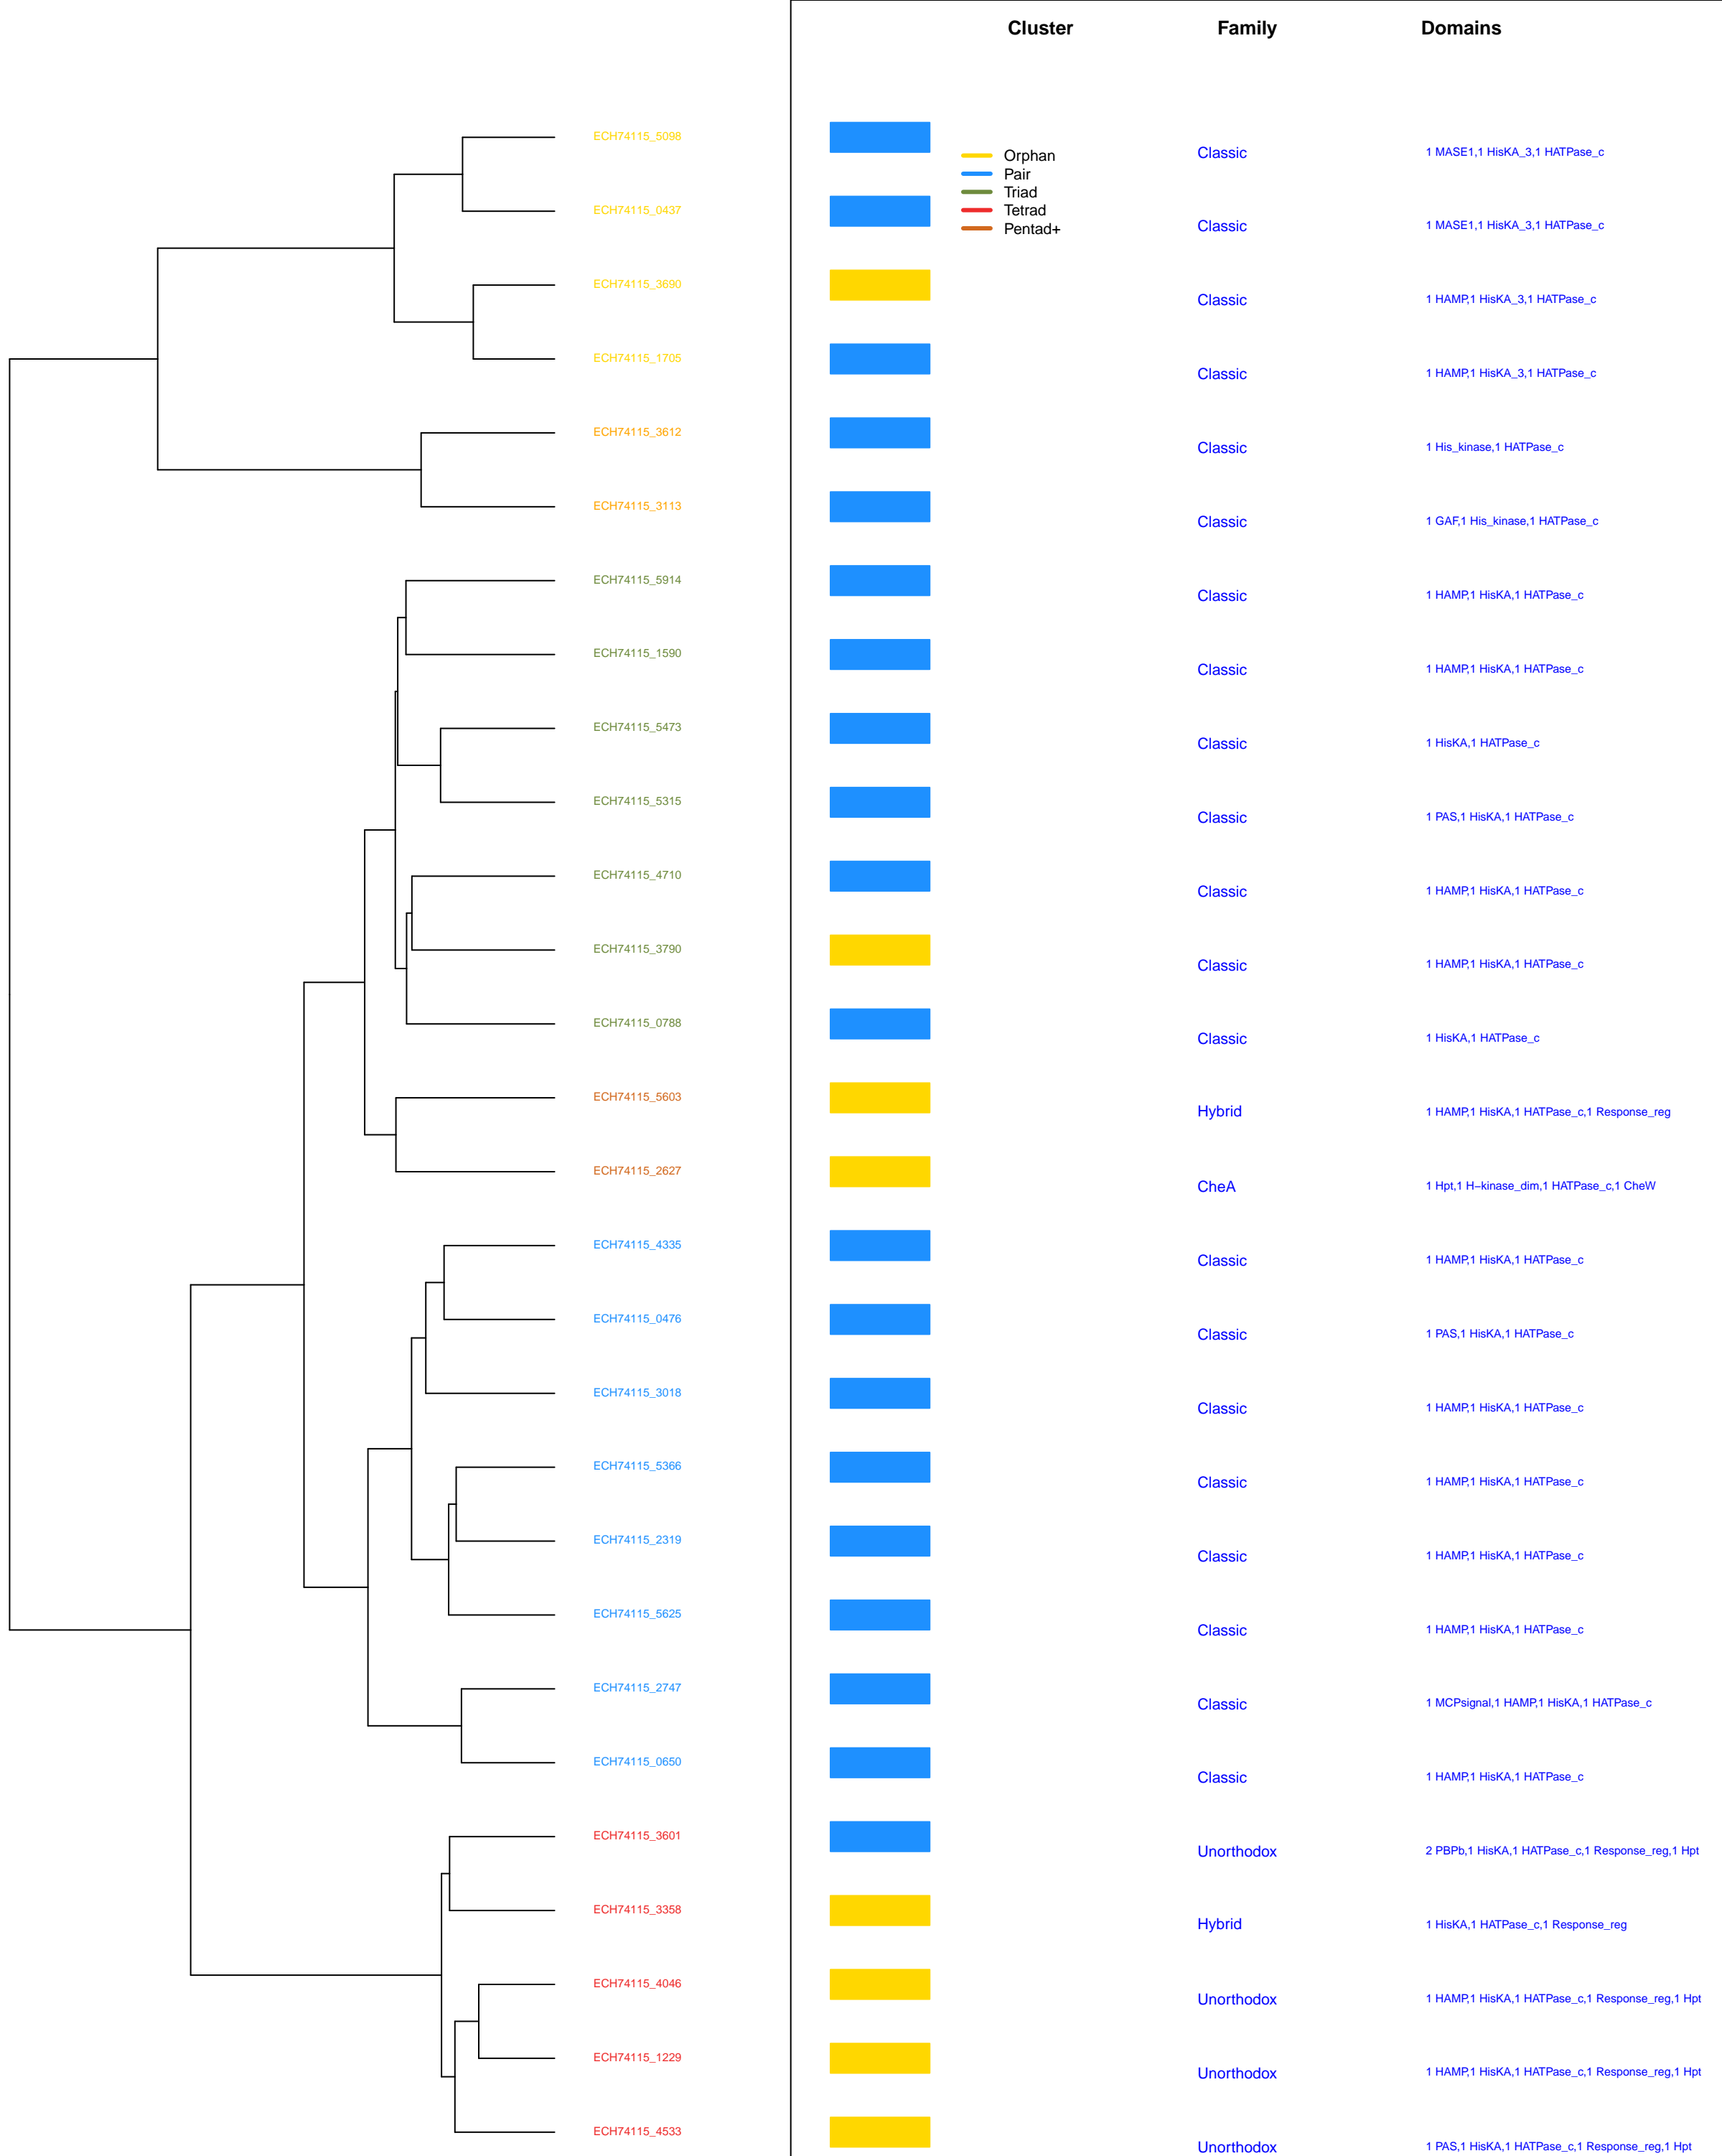 Cluster Family Domains
ECH74115_5098
Orphan
Classic 1 MASE1,1 HisKA_3,1 HATPase_c
Pair
Triad
ECH74115_0437
Tetrad
Classic 1 MASE1,1 HisKA_3,1 HATPase_c
Pentad+
ECH74115_3690
Classic 1 HAMP,1 HisKA_3,1 HATPase_c
ECH74115_1705
Classic 1 HAMP,1 HisKA_3,1 HATPase_c
ECH74115_3612
Classic 1 His_kinase,1 HATPase_c
ECH74115_3113
Classic 1 GAF,1 His_kinase,1 HATPase_c
ECH74115_5914
Classic 1 HAMP,1 HisKA,1 HATPase_c
ECH74115_1590
Classic 1 HAMP,1 HisKA,1 HATPase_c
ECH74115_5473
Classic 1 HisKA,1 HATPase_c
ECH74115_5315
Classic 1 PAS,1 HisKA,1 HATPase_c
ECH74115_4710
Classic 1 HAMP,1 HisKA,1 HATPase_c
ECH74115_3790
Classic 1 HAMP,1 HisKA,1 HATPase_c
ECH74115_0788
Classic 1 HisKA,1 HATPase_c
ECH74115_5603
Hybrid 1 HAMP,1 HisKA,1 HATPase_c,1 Response_reg
ECH74115_2627
CheA 1 Hpt,1 H−kinase_dim,1 HATPase_c,1 CheW
ECH74115_4335
Classic 1 HAMP,1 HisKA,1 HATPase_c
ECH74115_0476
Classic 1 PAS,1 HisKA,1 HATPase_c
ECH74115_3018
Classic 1 HAMP,1 HisKA,1 HATPase_c
ECH74115_5366
Classic 1 HAMP,1 HisKA,1 HATPase_c
ECH74115_2319
Classic 1 HAMP,1 HisKA,1 HATPase_c
ECH74115_5625
Classic 1 HAMP,1 HisKA,1 HATPase_c
ECH74115_2747
Classic 1 MCPsignal,1 HAMP,1 HisKA,1 HATPase_c
ECH74115_0650
Classic 1 HAMP,1 HisKA,1 HATPase_c
ECH74115_3601
Unorthodox 2 PBPb,1 HisKA,1 HATPase_c,1 Response_reg,1 Hpt
ECH74115_3358
Hybrid 1 HisKA,1 HATPase_c,1 Response_reg
ECH74115_4046
Unorthodox 1 HAMP,1 HisKA,1 HATPase_c,1 Response_reg,1 Hpt
ECH74115_1229
Unorthodox 1 HAMP,1 HisKA,1 HATPase_c,1 Response_reg,1 Hpt
ECH74115_4533
Unorthodox 1 PAS,1 HisKA,1 HATPase_c,1 Response_reg,1 Hpt